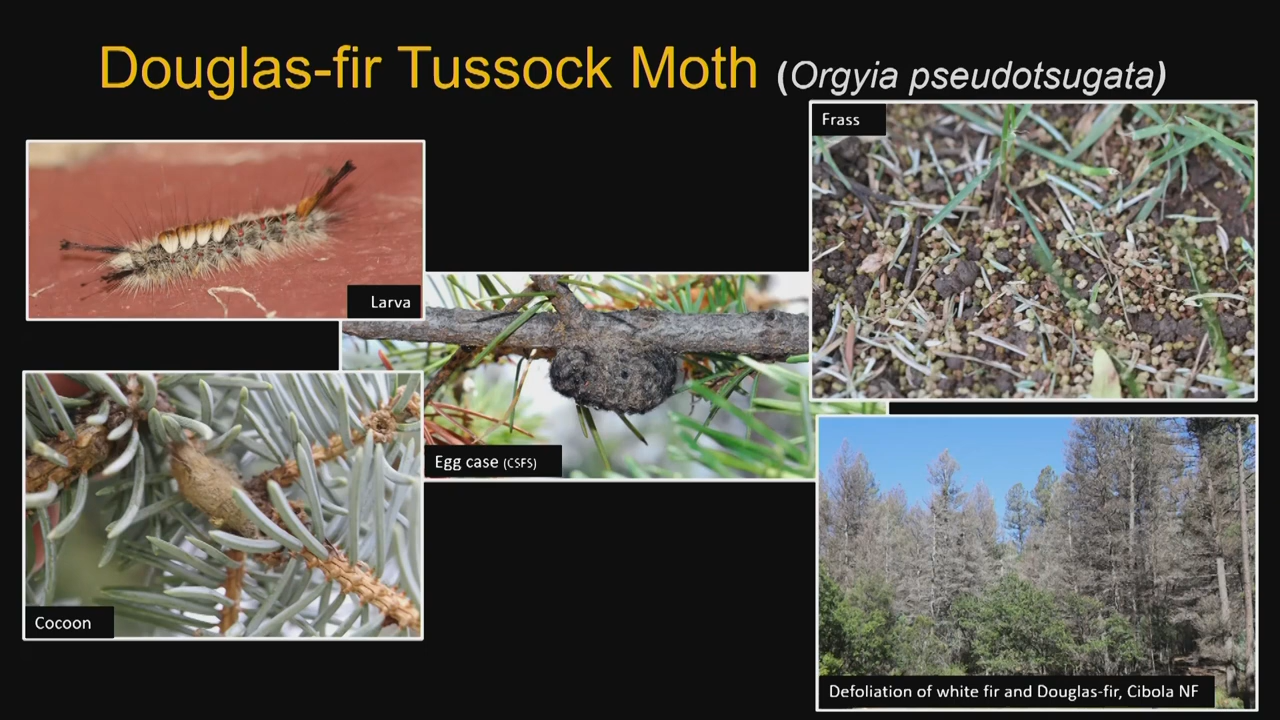 Douglas-fir Tussock Moth (Orgyia pseudotsugata)
Frass
Larva
Egg case (CSFS)
Cocoon
Defoliation of white fir and Douglas-fir, Cibola NF